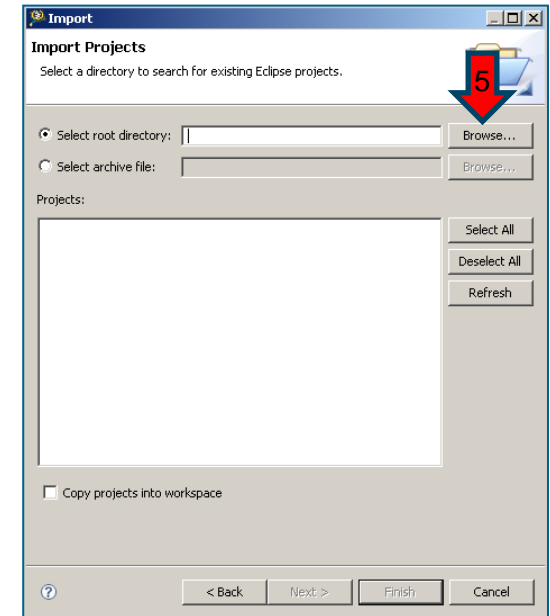 Import
Import Projects
Select a directory to search for existing Eclipse projects.
5
Select root directory:
Browse...
Select archive file:
Browse...
Projects:
Select All
Deselect All
Refresh
Copy projects into workspace
?
< Back
Next >
Finish
Cancel